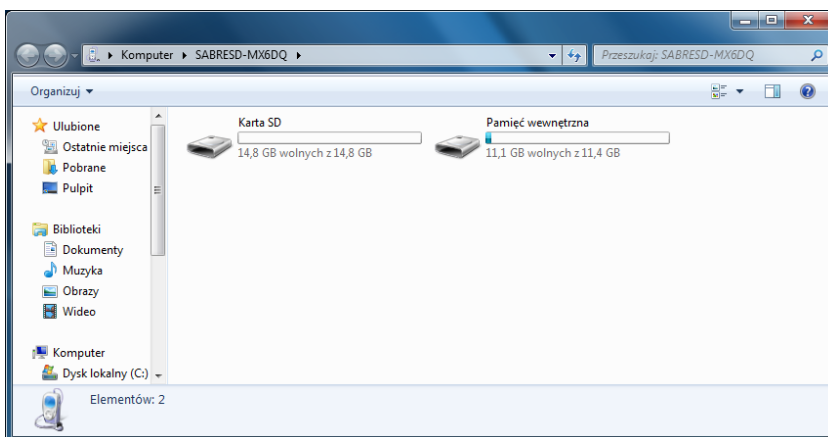 Komputer ▸ SABRESD-MX6DQ ▸
Przeszukaj: SABRESD-MX6DQ
Organizuj
Ulubione
Ostatnie miejsca
Pobrane
Pulpit
Biblioteki
Dokumenty
Muzyka
Obrazy
Wideo
Komputer
Dysk lokalny (C:)
Karta SD
14,8 GB wolnych z 14,8 GB
Pamięć wewnętrzna
11,1 GB wolnych z 11,4 GB
Elementów: 2